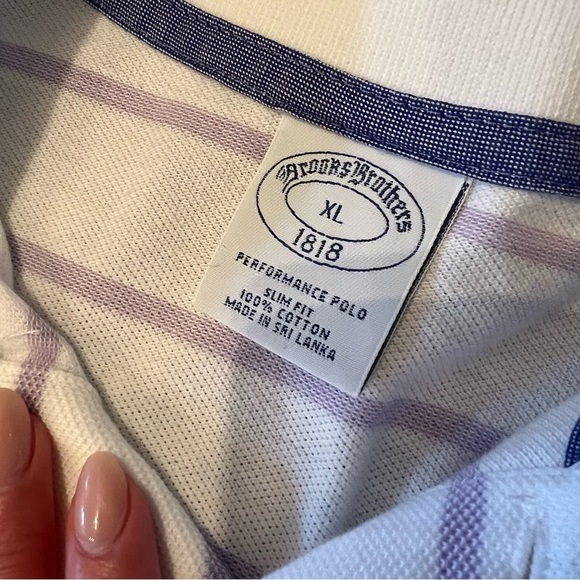 Brooks Brothers
XL
1818
PERFORMANCE POLO
SLIM FIT
100% COTTON
MADE IN SRI LANKA